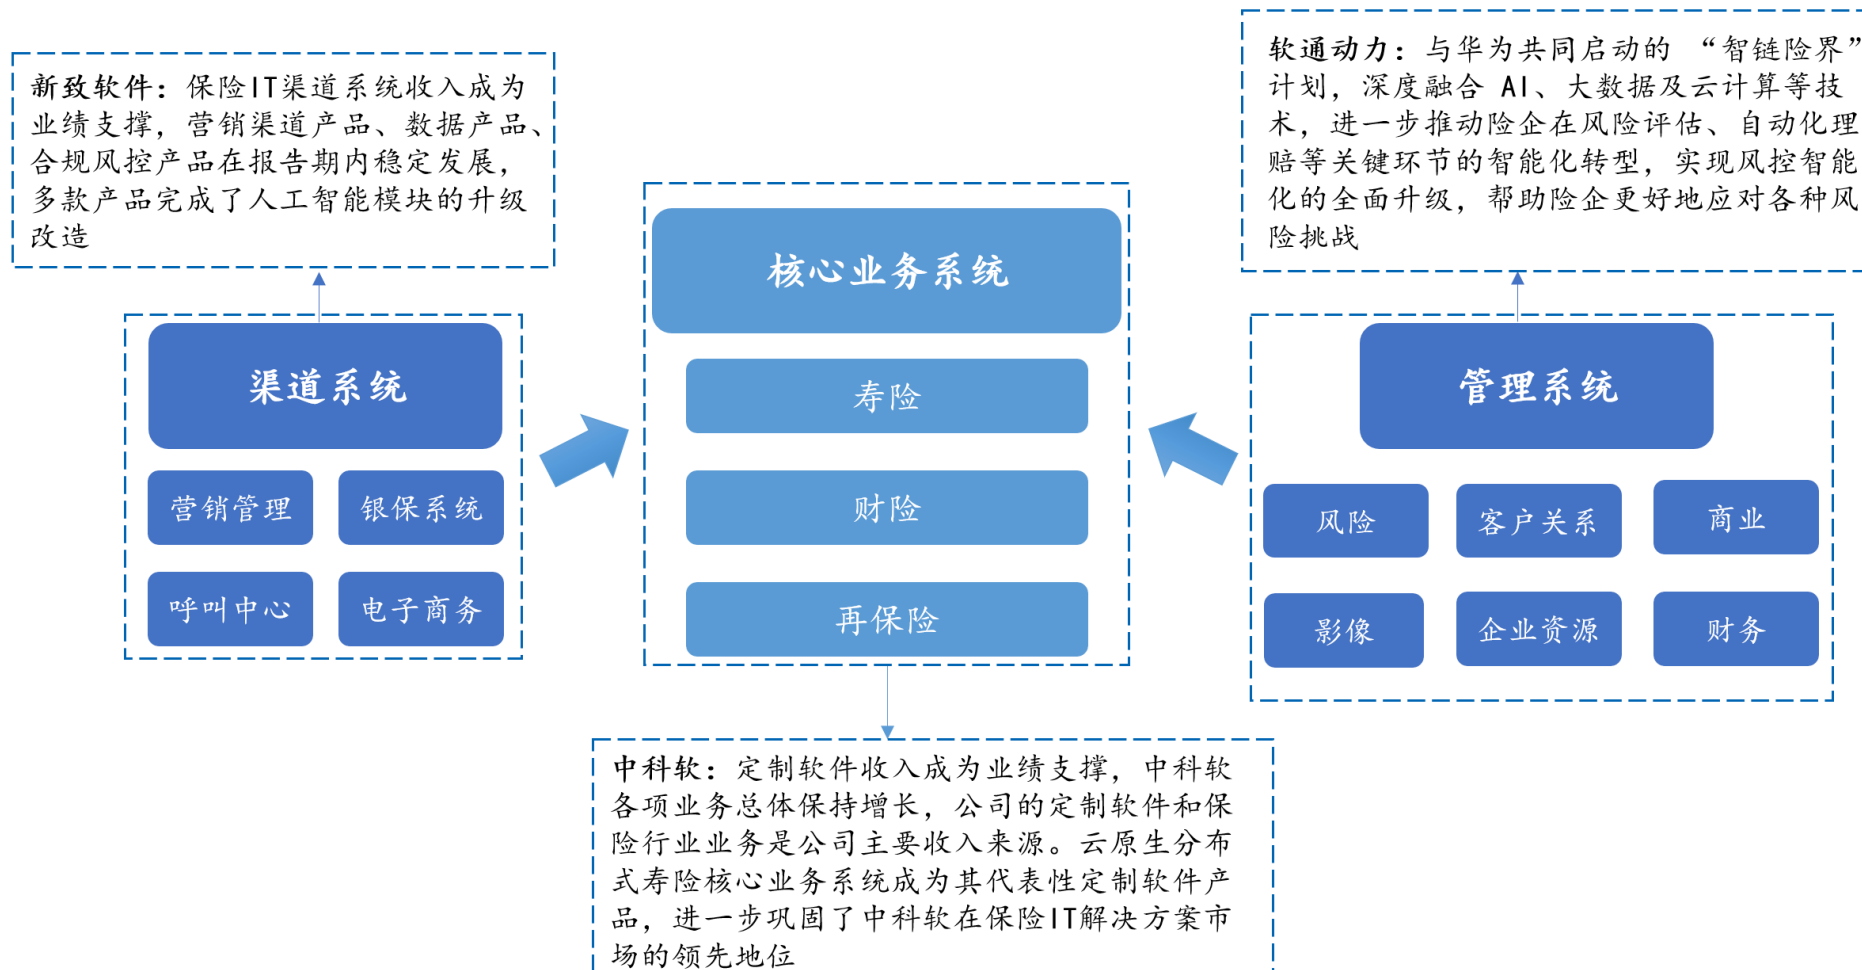 新致软件：保险IT渠道系统收入成为
业绩支撑，营销渠道产品、数据产品、
合规风控产品在报告期内稳定发展，
多款产品完成了人工智能模块的升级
改造
渠道系统
营销管理
银保系统
呼叫中心
电子商务
核心业务系统
寿险
财险
再保险
软通动力：与华为共同启动的 “智链险界”
计划，深度融合 AI、大数据及云计算等技
术，进一步推动险企在风险评估、自动化理
赔等关键环节的智能化转型，实现风控智能
化的全面升级，帮助险企更好地应对各种风
险挑战
管理系统
风险
客户关系
商业
影像
企业资源
财务
中科软：定制软件收入成为业绩支撑，中科软
各项业务总体保持增长，公司的定制软件和保
险行业业务是公司主要收入来源。云原生分布
式寿险核心业务系统成为其代表性定制软件产
品，进一步巩固了中科软在保险IT解决方案市
场的领先地位